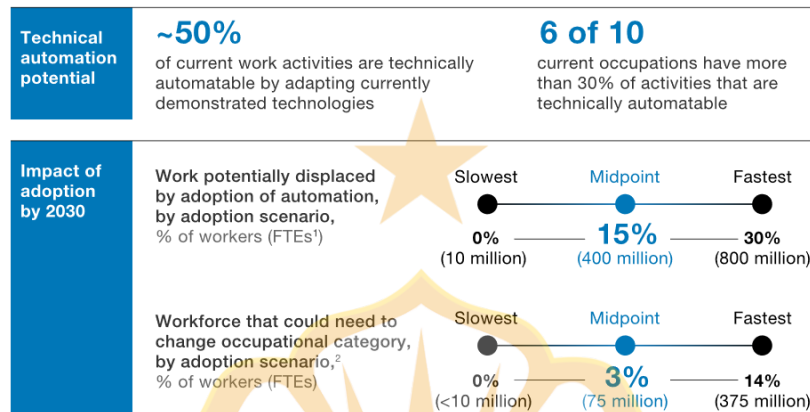 Technical
automation
potential
~50%
of current work activities are technically
automatable by adapting currently
demonstrated technologies
6 of 10
current occupations have more
than 30% of activities that are
technically automatable
Impact of
adoption
by 2030
Work potentially displaced
by adoption of automation,
by adoption scenario,
% of workers (FTEs¹)
Slowest Midpoint Fastest
0% 15% 30%
(10 million) (400 million) (800 million)
Workforce that could need to
change occupational category,
by adoption scenario,²
% of workers (FTEs)
Slowest Midpoint Fastest
0% 3% 14%
(<10 million) (75 million) (375 million)